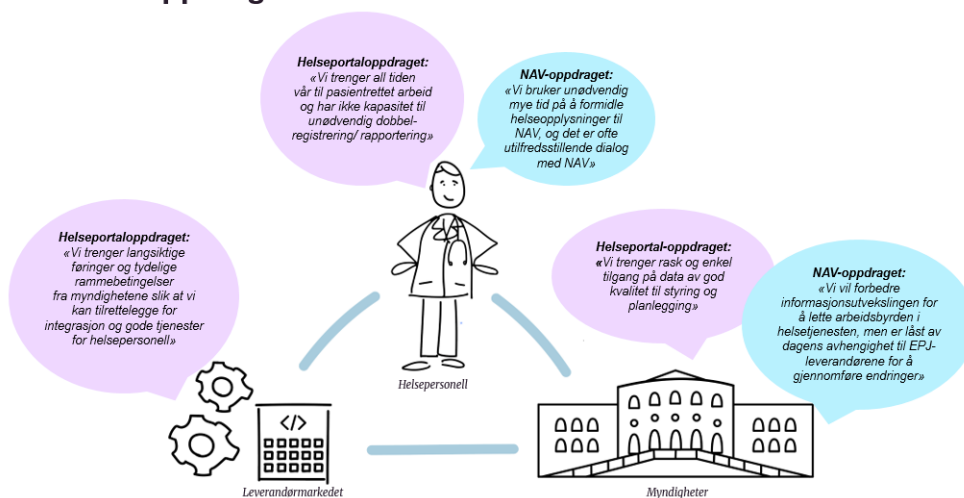 Helseportaloppdraget:
«Vi trenger all tiden
vår til pasientrettet arbeid
og har ikke kapasitet til
unødvendig dobbel-
registrering/ rapportering»
NAV-oppdraget:
«Vi bruker unødvendig
mye tid på å formidle
helseopplysninger til
NAV, og det er ofte
utilfredsstillende dialog
med NAV»
Helseportaloppdraget:
«Vi trenger langsiktige
føringer og tydelige
rammebetingelser
fra myndighetene slik at vi
kan tilrettelegge for
integrasjon og gode tjenester
for helsepersonell»
Helseportal-oppdraget:
«Vi trenger rask og enkel
tilgang på data av god
kvalitet til styring og
planlegging»
NAV-oppdraget:
«Vi vil forbedre
informasjonsutvekslingen for
å lette arbeidsbyrden i
helsetjenesten, men er låst av
dagens avhengighet til EPJ-
leverandørene for å
gjennomføre endringer»
Helsepersonell
</>
Leverandørmarkedet
Myndigheter